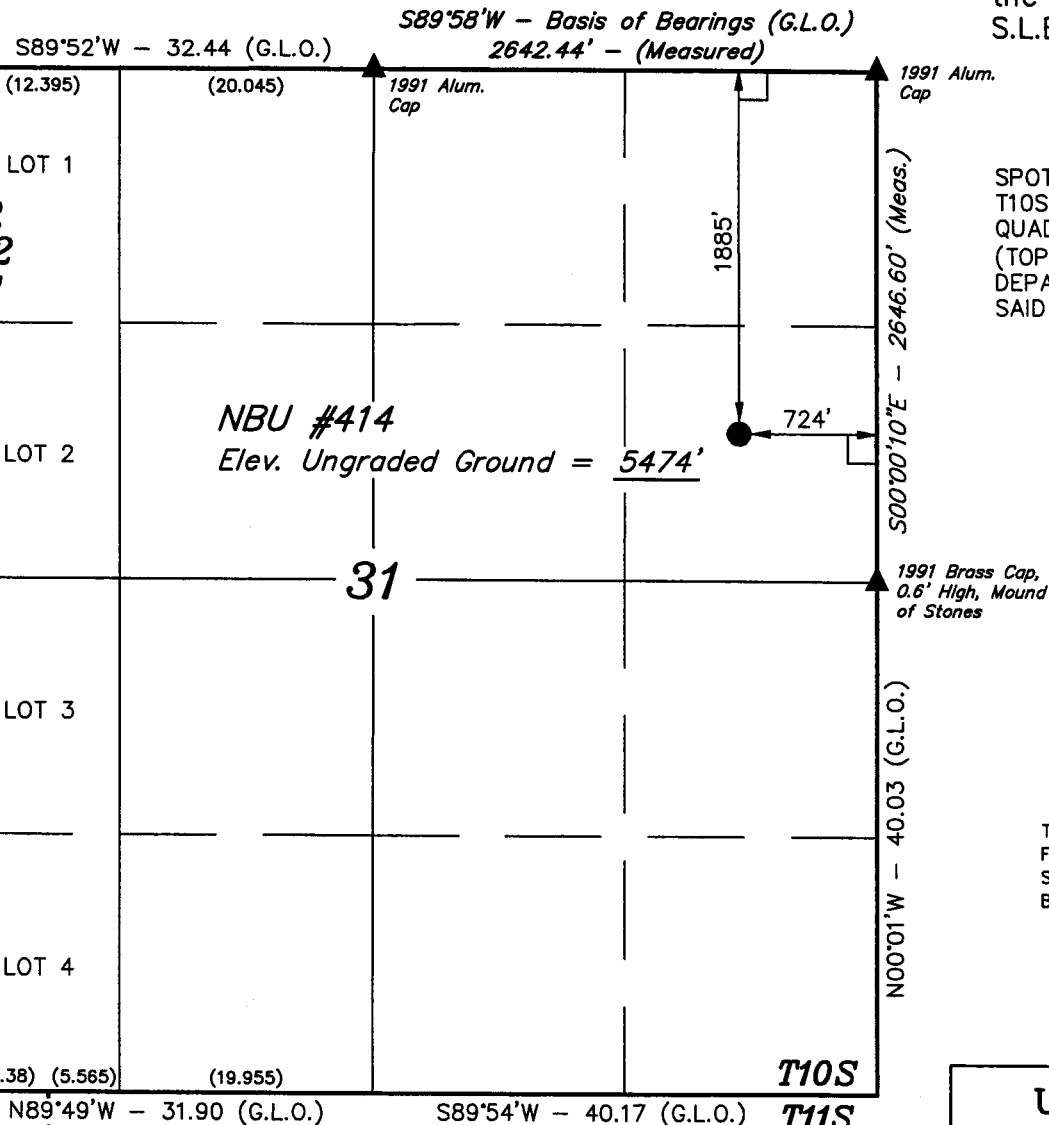 S89°58'W – Basis of Bearings (G.L.O.)
2642.44' – (Measured)
S89°52'W – 32.44 (G.L.O.)
the
S.L.
(12.395)
(20.045)
1991 Alum.
Cap
1991 Alum.
Cap
LOT 1
2
1885'
S00°00'10"E – 2646.60' (Meas.)
SPOT
T10S
QUAD
(TOP
DEPA
SAID
NBU #414
Elev. Ungraded Ground = 5474'
724'
LOT 2
31
1991 Brass Cap,
0.6' High, Mound
of Stones
LOT 3
N00°01'W – 40.03 (G.L.O.)
T
F
S
B
LOT 4
.38) (5.565)
(19.955)
T10S
N89°49'W – 31.90 (G.L.O.)
S89°54'W – 40.17 (G.L.O.)
T11S
U